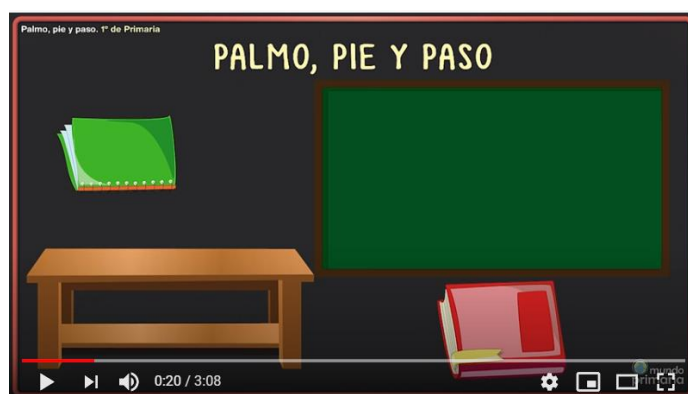 Palmo, pie y paso. 1º de Primaria
PALMO, PIE Y PASO
0:20 / 3:08
mundo
primaria